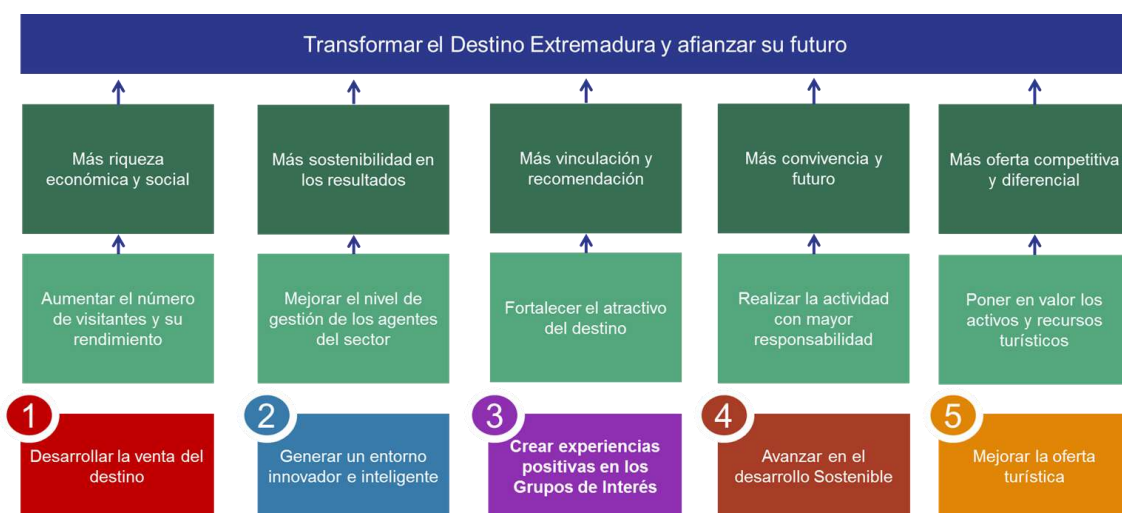 Transformar el Destino Extremadura y afianzar su futuro
Más riqueza
económica y social
Más sostenibilidad en
los resultados
Más vinculación y
recomendación
Más convivencia y
futuro
Más oferta competitiva
y diferencial
Aumentar el número
de visitantes y su
rendimiento
Mejorar el nivel de
gestión de los agentes
del sector
Fortalecer el atractivo
del destino
Realizar la actividad
con mayor
responsabilidad
Poner en valor los
activos y recursos
turísticos
1
Desarrollar la venta del
destino
2
Generar un entorno
innovador e inteligente
3
Crear experiencias
positivas en los
Grupos de Interés
4
Avanzar en el
desarrollo Sostenible
5
Mejorar la oferta
turística